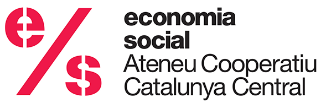 e/s
economia
social
Ateneu Cooperatiu
Catalunya Central